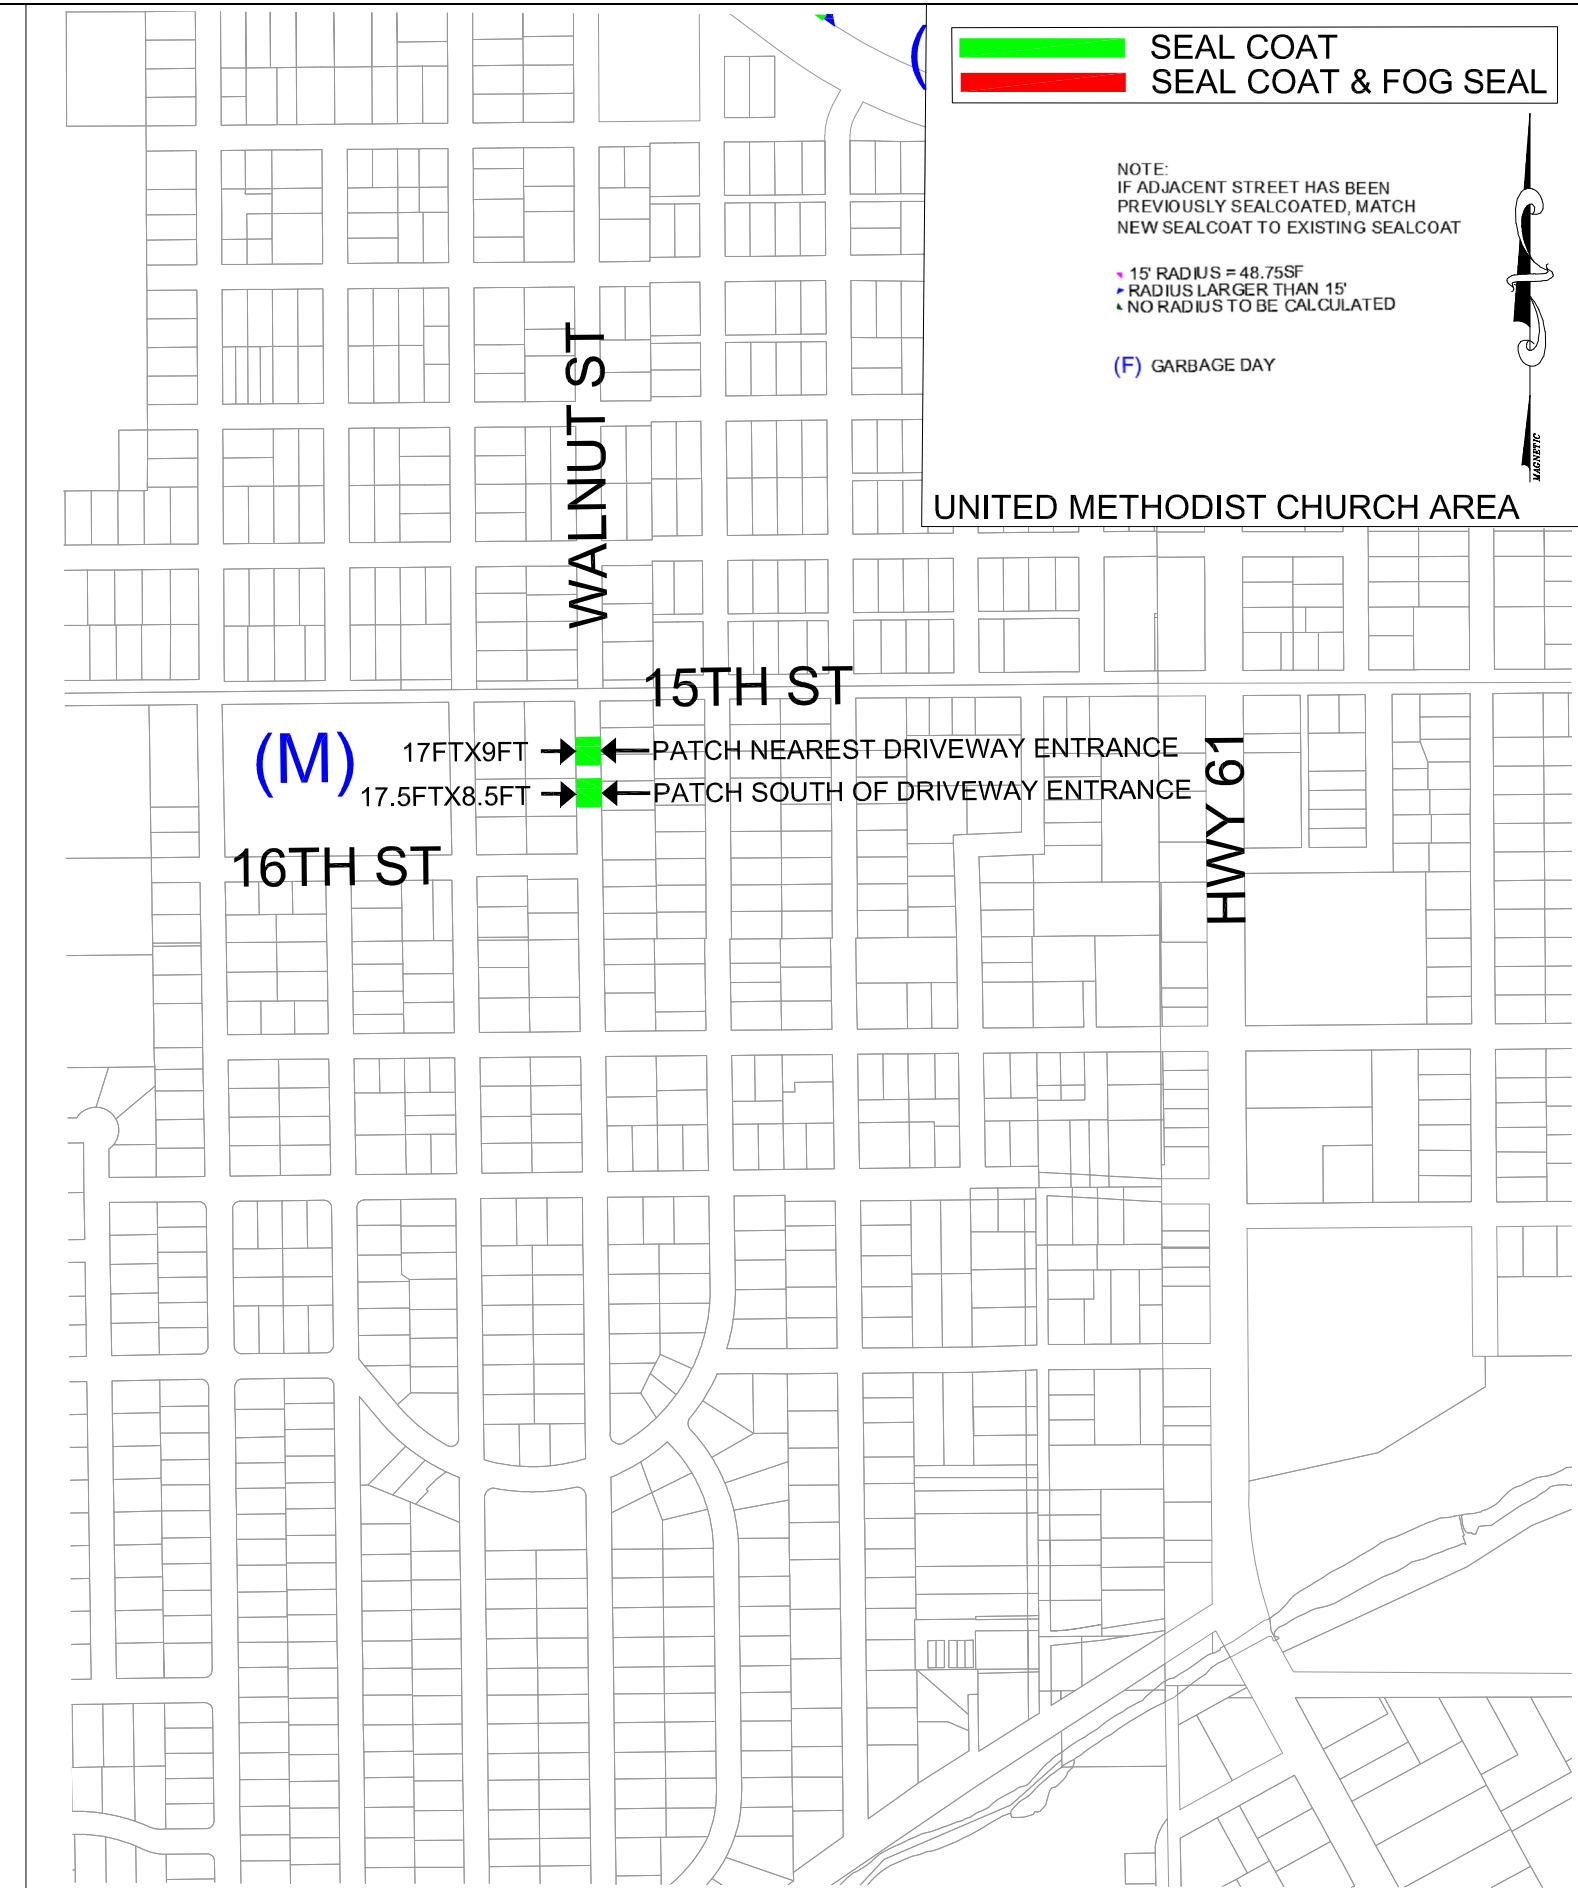 SEAL COAT
SEAL COAT & FOG SEAL
NOTE:
IF ADJACENT STREET HAS BEEN
PREVIOUSLY SEALCOATED, MATCH
NEW SEALCOAT TO EXISTING SEALCOAT
15' RADIUS = 48.75SF
RADIUS LARGER THAN 15'
NO RADIUS TO BE CALCULATED
(F) GARBAGE DAY
MAGNETIC
UNITED METHODIST CHURCH AREA
(
WALNUT ST
15TH ST
(M)
17FTX9FT
PATCH NEAREST DRIVEWAY ENTRANCE
17.5FTX8.5FT
PATCH SOUTH OF DRIVEWAY ENTRANCE
HWY 61
16TH ST